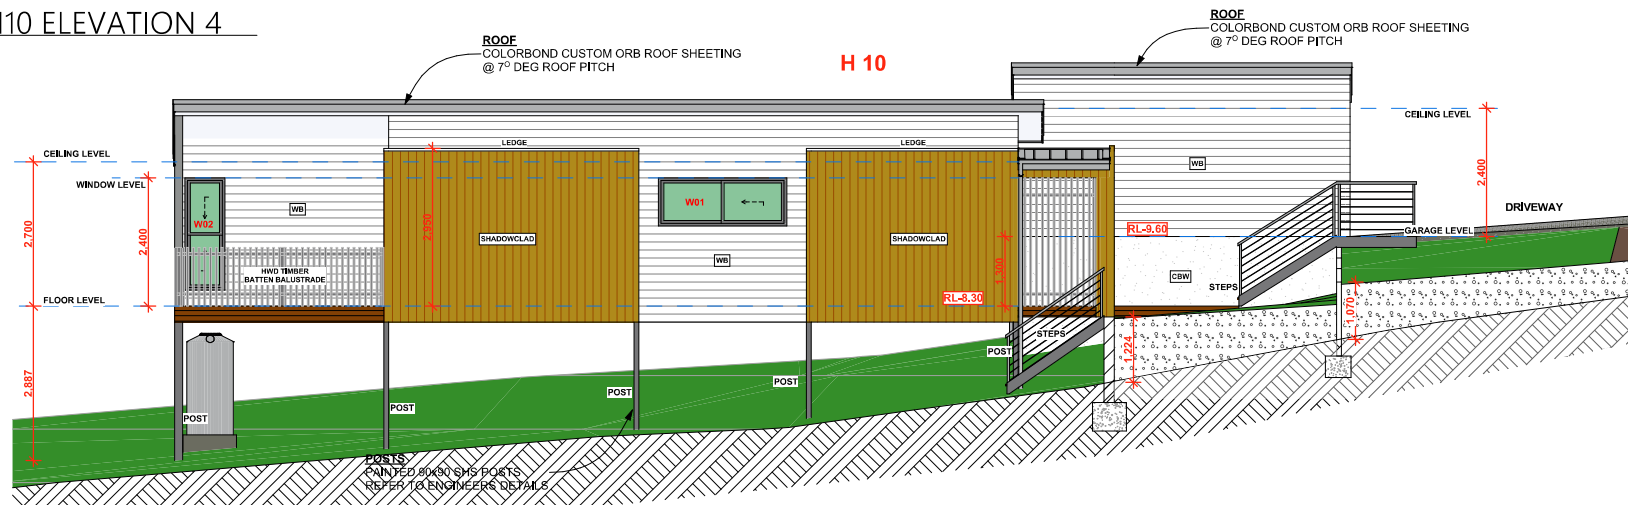 H10 ELEVATION 4
ROOF
COLORBOND CUSTOM ORB ROOF SHEETING
@ 7° DEG ROOF PITCH
H 10
ROOF
COLORBOND CUSTOM ORB ROOF SHEETING
@ 7° DEG ROOF PITCH
CEILING LEVEL
WINDOW LEVEL
FLOOR LEVEL
2,700
2,400
2,887
W02
WB
HWD TIMBER
BATTEN BALUSTRADE
LEDGE
2,950
SHADOWCLAD
W01
WB
LEDGE
SHADOWCLAD
RL-8.30
1,300
CEILING LEVEL
2,400
WB
RL-9.60
CBW
STEPS
DRIVEWAY
GARAGE LEVEL
STEPS
1,224
1,070
POST
POST
POST
POST
POST
POSTS
PAINTED 90x90 SHS POSTS
REFER TO ENGINEERS DETAILS